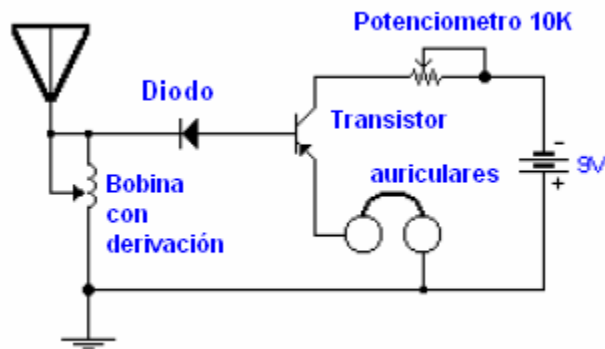 Potenciometro 10K
Diodo
Transistor
- 9V
+
auriculares
Bobina
con
derivación